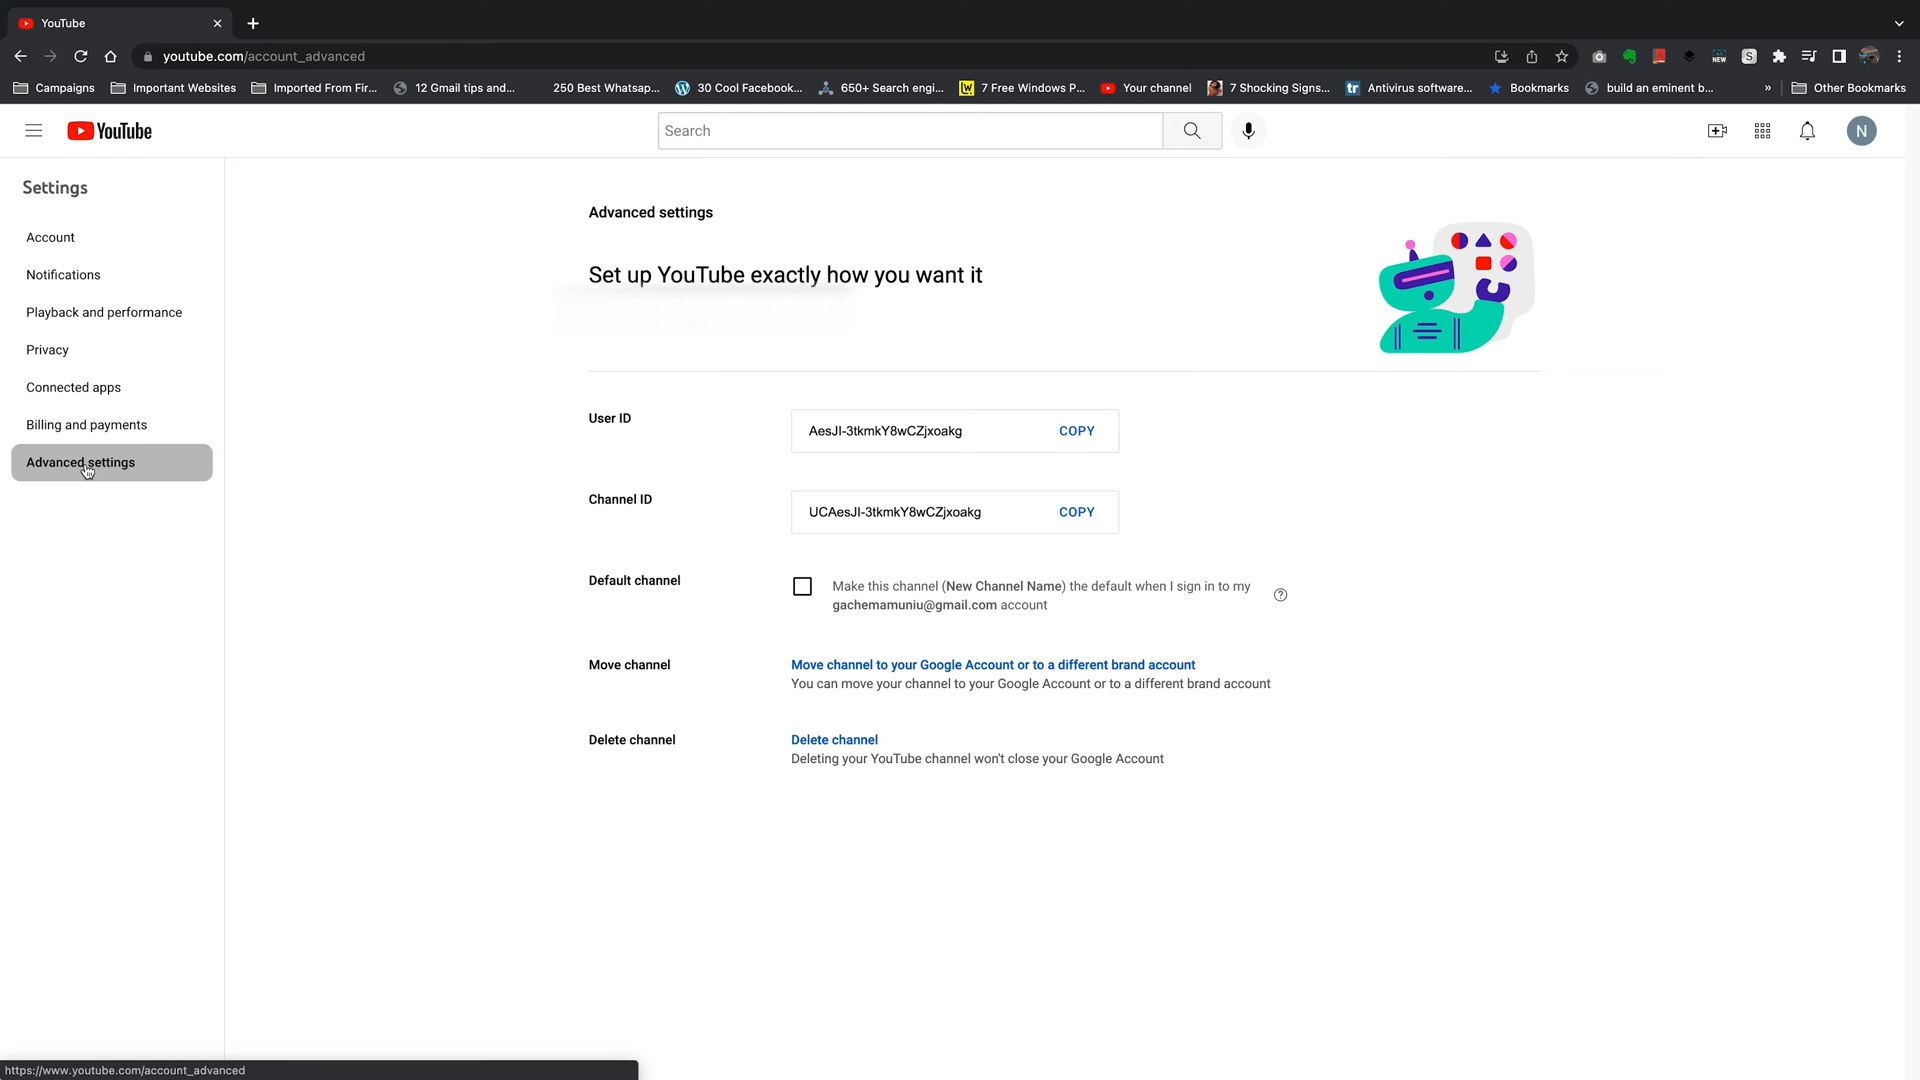 YouTube
youtube.com/account_advanced
NEW
S
Campaigns
Important Websites
Imported From Fir...
12 Gmail tips and...
250 Best Whatsap...
30 Cool Facebook...
650+ Search engi...
7 Free Windows P...
Your channel
7 Shocking Signs...
tr Antivirus software...
Bookmarks
build an eminent b...
»
Other Bookmarks
YouTube
Search
N
Settings
Account
Notifications
Playback and performance
Privacy
Connected apps
Billing and payments
Advanced settings
Advanced settings
Set up YouTube exactly how you want it
User ID
AesJI-3tkmkY8wCZjxoakg
COPY
Channel ID
UCAesJI-3tkmkY8wCZjxoakg
COPY
Default channel
Make this channel (New Channel Name) the default when I sign in to my
gachemamuniu@gmail.com account
Move channel
Move channel to your Google Account or to a different brand account
You can move your channel to your Google Account or to a different brand account
Delete channel
Delete channel
Deleting your YouTube channel won't close your Google Account
https://www.youtube.com/account_advanced